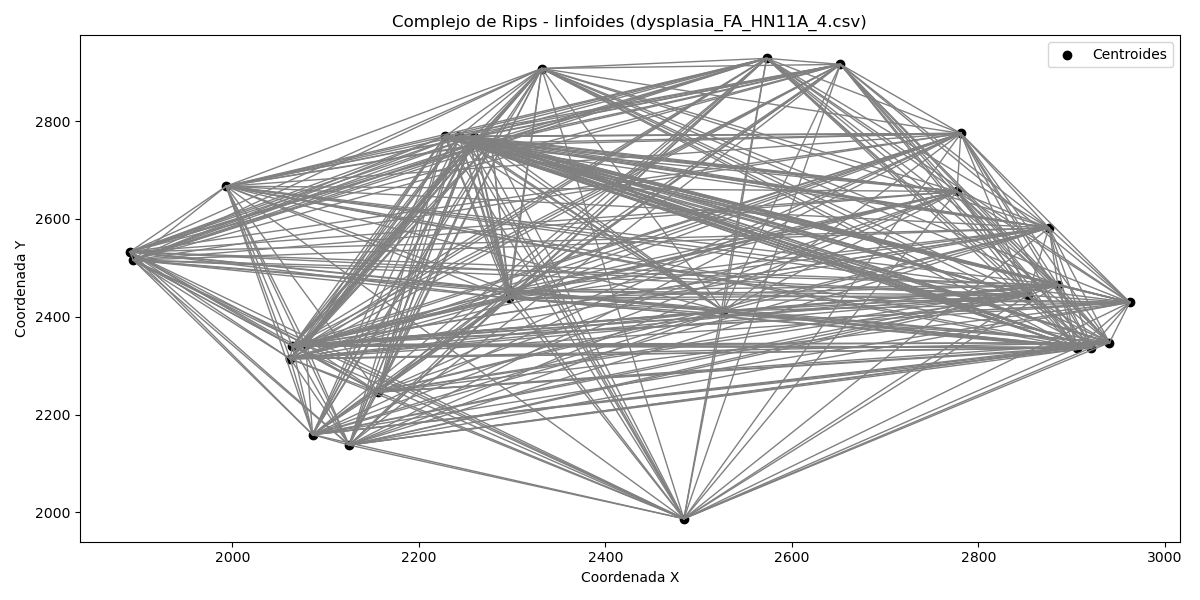 Complejo de Rips - linfoides (dysplasia_FA_HN11A_4.csv)
Centroides
Coordenada Y
2800
2600
2400
2200
2000
2000 2200 2400 2600 2800 3000
Coordenada X